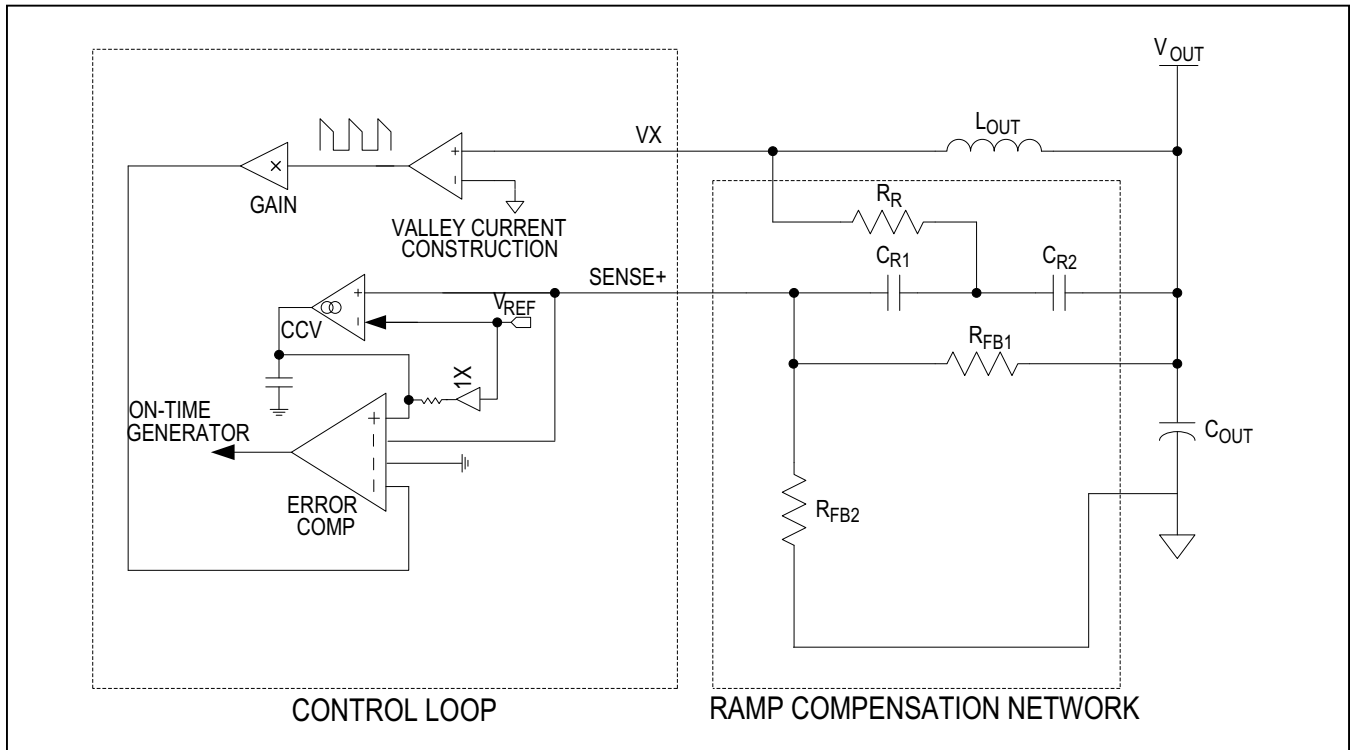 VOUT
LOUT
VX
RR
GAIN
VALLEY CURRENT
CONSTRUCTION
CR1
CR2
SENSE+
VREF
CCV
RFB1
1X
ON-TIME
GENERATOR
COUT
ERROR
COMP
RFB2
CONTROL LOOP
RAMP COMPENSATION NETWORK